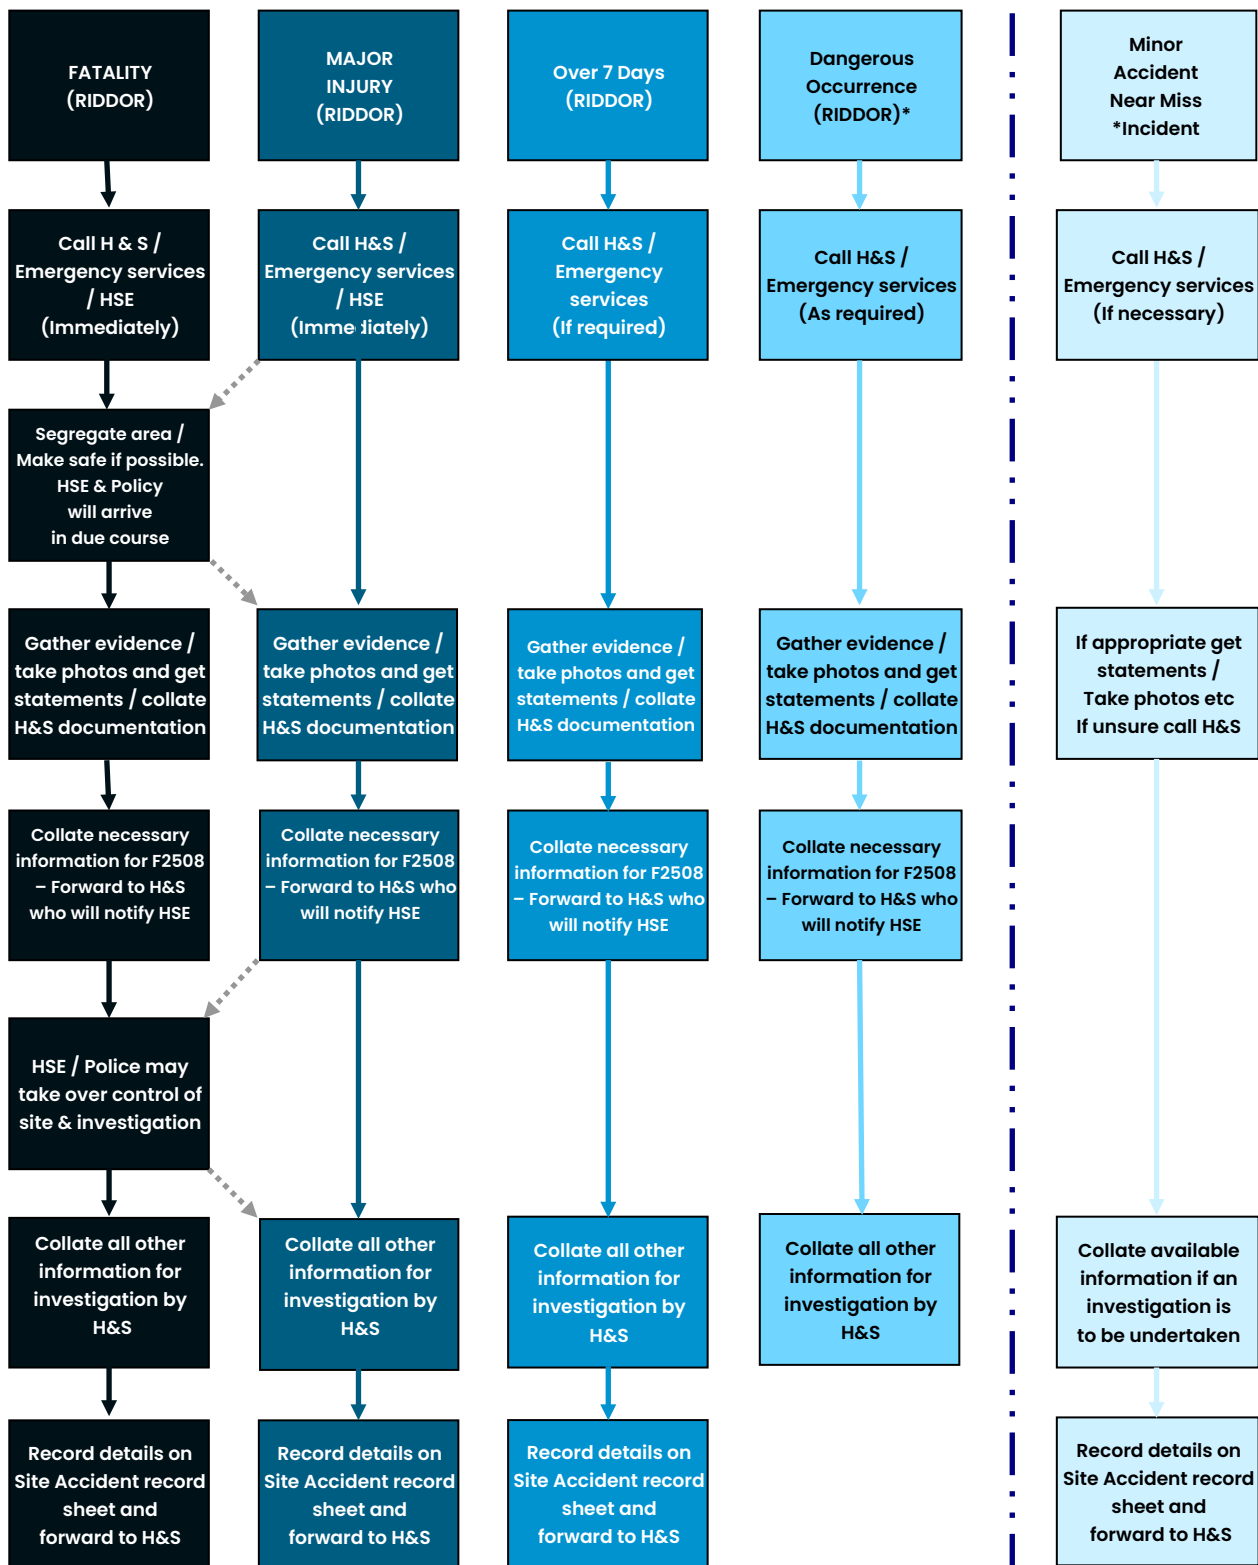 FATALITY
(RIDDOR)
MAJOR
INJURY
(RIDDOR)
Over 7 Days
(RIDDOR)
Dangerous
Occurrence
(RIDDOR)*
Minor
Accident
Near Miss
*Incident
Call H & S /
Emergency services
/ HSE
(Immediately)
Call H&S /
Emergency services
/ HSE
(Immediately)
Call H&S /
Emergency
services
(If required)
Call H&S /
Emergency services
(As required)
Call H&S /
Emergency services
(If necessary)
Segregate area /
Make safe if possible.
HSE & Policy
will arrive
in due course
Gather evidence /
take photos and get
statements / collate
H&S documentation
Gather evidence /
take photos and get
statements / collate
H&S documentation
Gather evidence /
take photos and get
statements / collate
H&S documentation
Gather evidence /
take photos and get
statements / collate
H&S documentation
If appropriate get
statements /
Take photos etc
If unsure call H&S
Collate necessary
information for F2508
– Forward to H&S
who will notify HSE
Collate necessary
information for F2508
– Forward to H&S who
will notify HSE
Collate necessary
information for F2508
– Forward to H&S who
will notify HSE
Collate necessary
information for F2508
– Forward to H&S who
will notify HSE
HSE / Police may
take over control of
site & investigation
Collate all other
information for
investigation by
H&S
Collate all other
information for
investigation by
H&S
Collate all other
information for
investigation by
H&S
Collate all other
information for
investigation by
H&S
Collate available
information if an
investigation is
to be undertaken
Record details on
Site Accident record
sheet and
forward to H&S
Record details on
Site Accident record
sheet and
forward to H&S
Record details on
Site Accident record
sheet and
forward to H&S
Record details on
Site Accident record
sheet and
forward to H&S